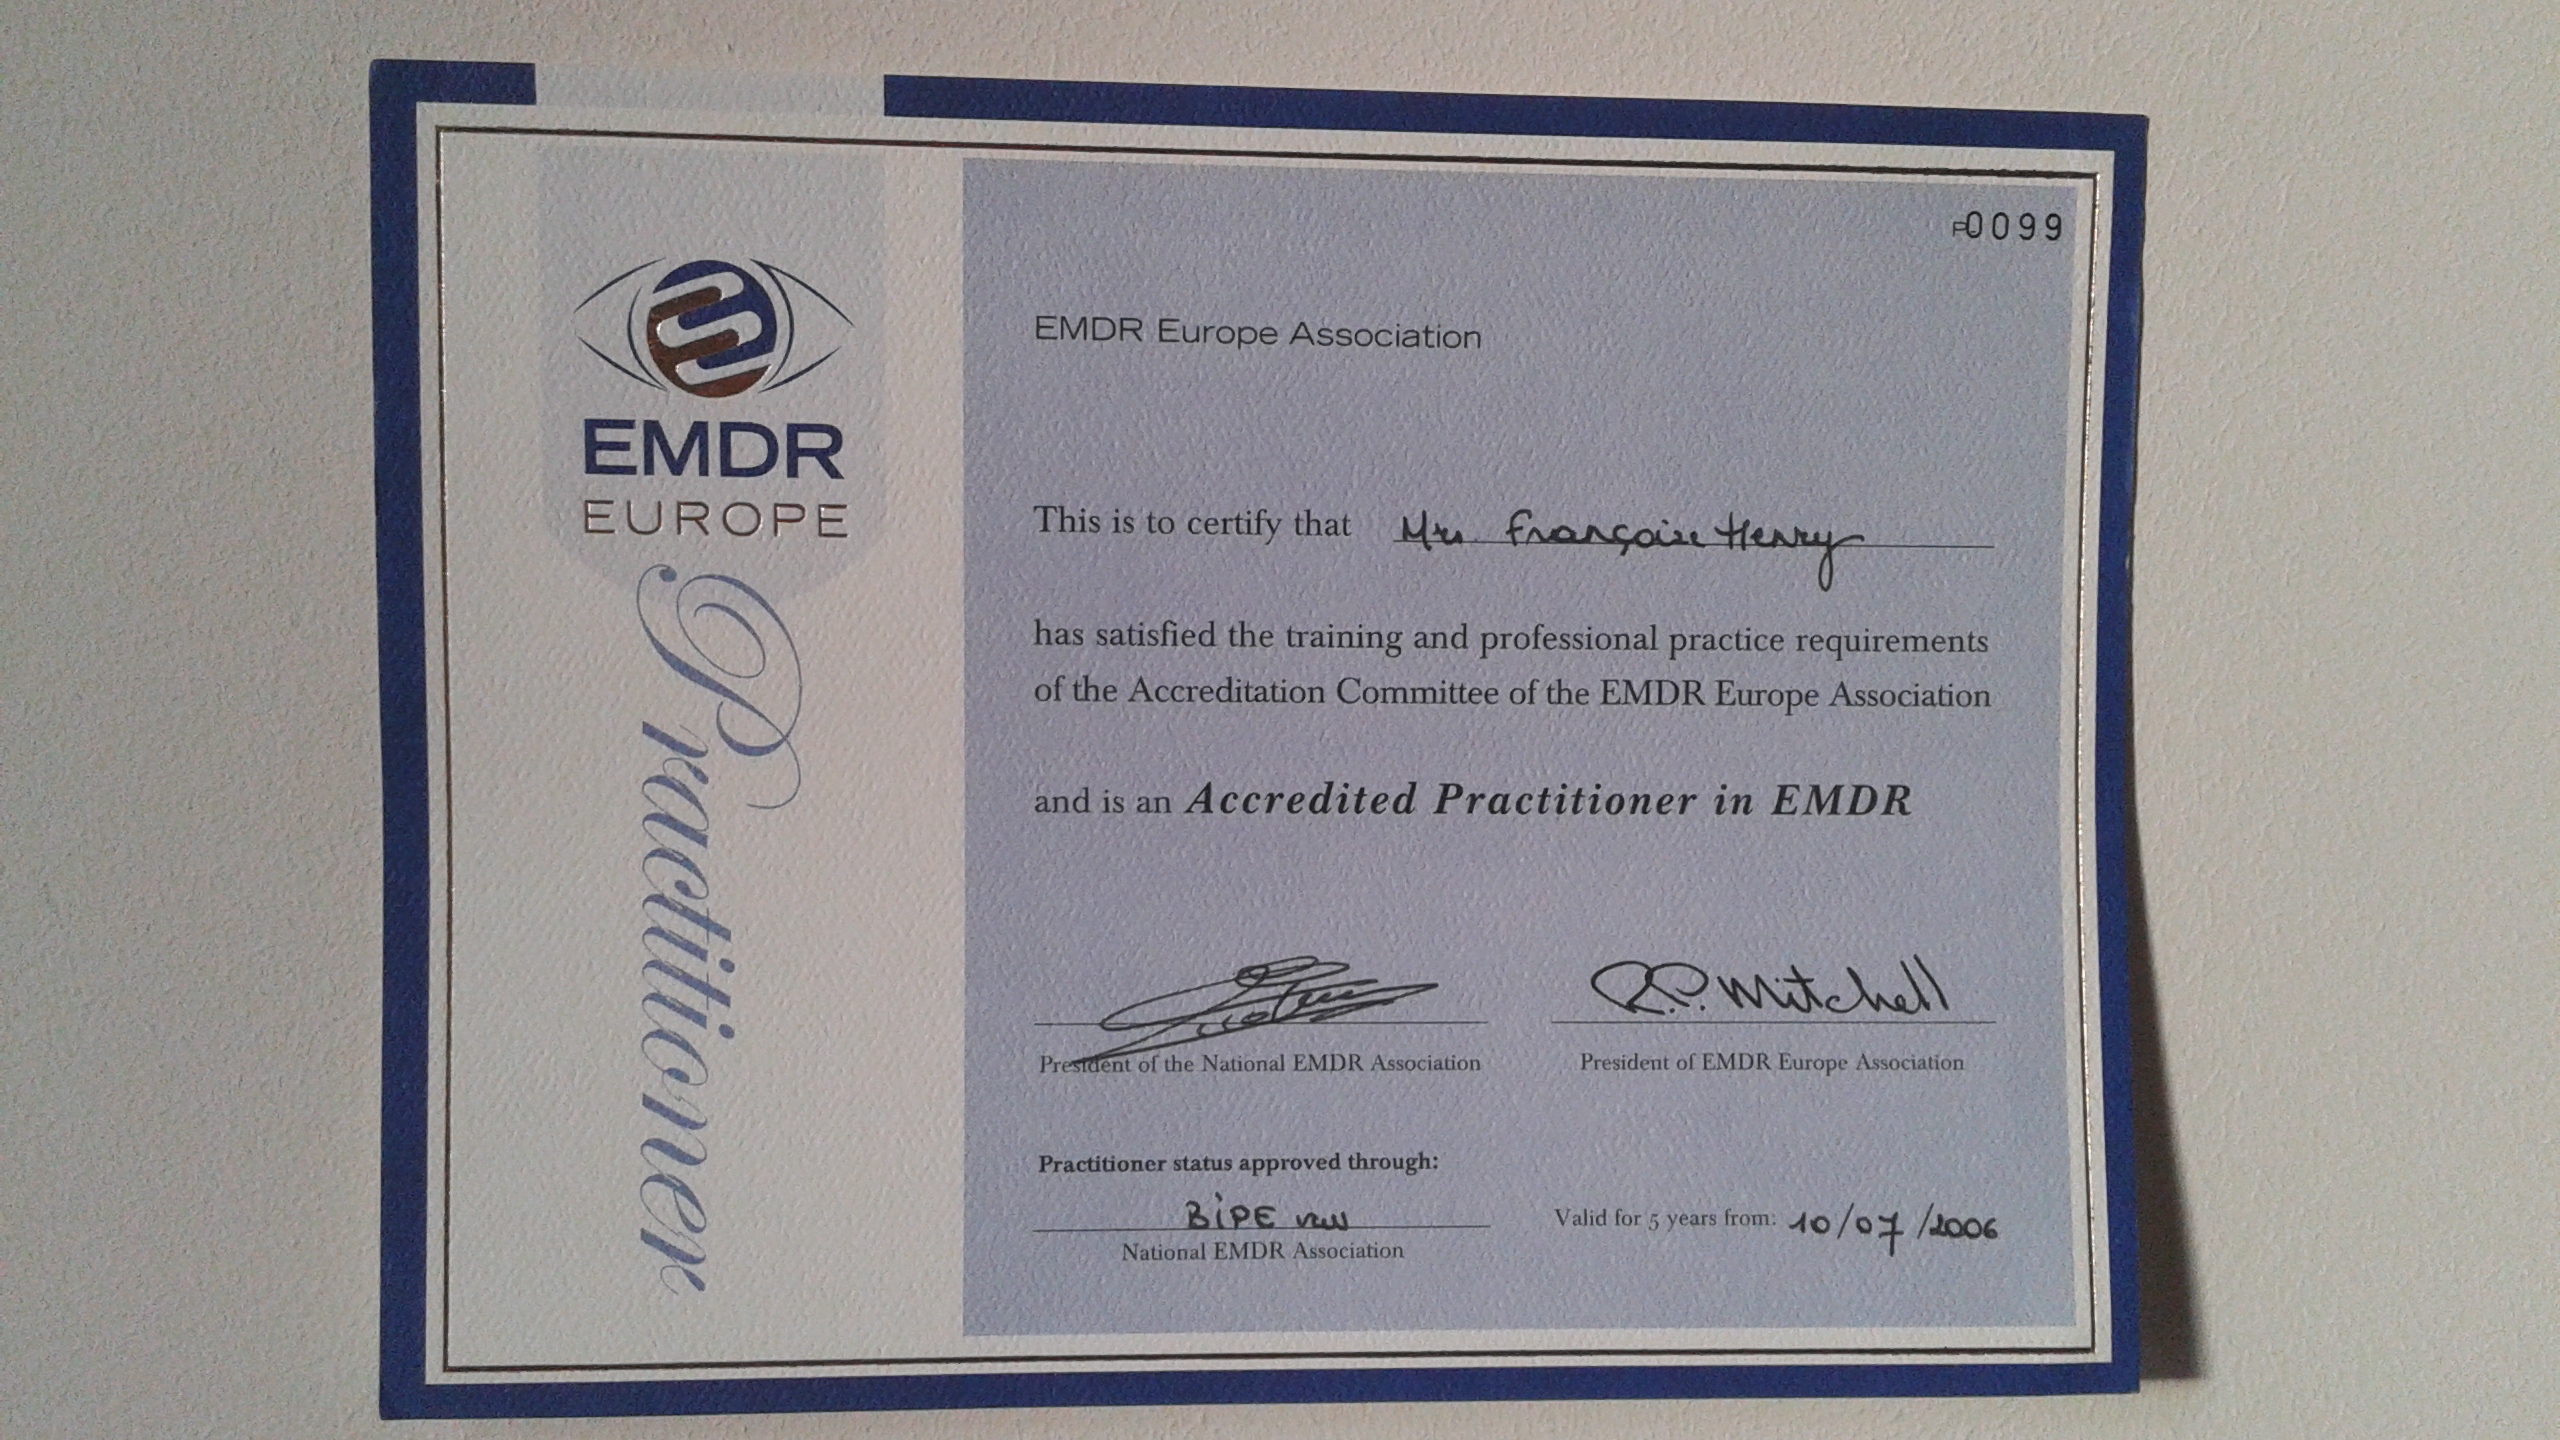 P0099
EMDR
EUROPE
Practitioner
EMDR Europe Association
This is to certify that Mrs Françoise Henry
has satisfied the training and professional practice requirements
of the Accreditation Committee of the EMDR Europe Association
and is an Accredited Practitioner in EMDR
R.P. Mitchell
President of the National EMDR Association
President of EMDR Europe Association
Practitioner status approved through:
BIPE vzw
National EMDR Association
Valid for 5 years from: 10/07/2006